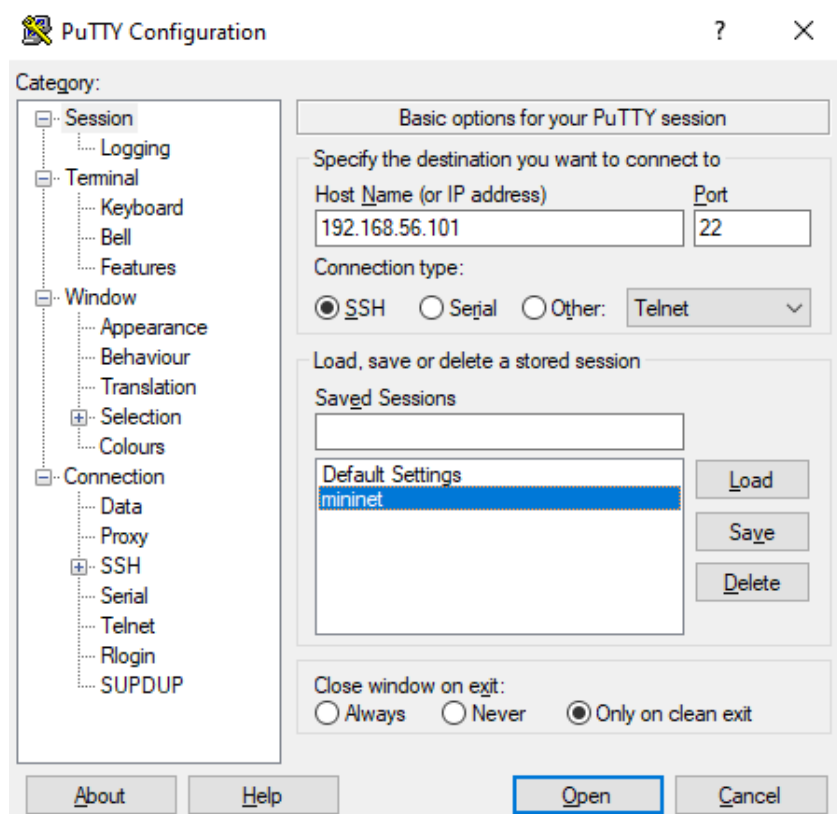 PuTTY Configuration
?
Category:
Session
Logging
Terminal
Keyboard
Bell
Features
Window
Appearance
Behaviour
Translation
Selection
Colours
Connection
Data
Proxy
SSH
Serial
Telnet
Rlogin
SUPDUP
Basic options for your PuTTY session
Specify the destination you want to connect to
Host Name (or IP address) Port
192.168.56.101 22
Connection type:
SSH Serial Other: Telnet
Load, save or delete a stored session
Saved Sessions
Default Settings
mininet
Load
Save
Delete
Close window on exit:
Always Never Only on clean exit
About Help Open Cancel